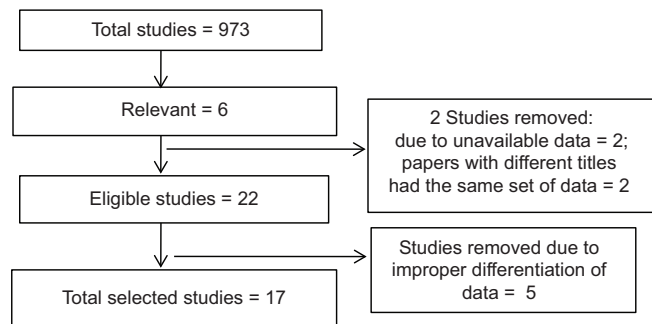 Total studies = 973
Relevant = 6
2 Studies removed:
due to unavailable data = 2;
papers with different titles
had the same set of data = 2
Eligible studies = 22
Studies removed due to
improper differentiation of
data = 5
Total selected studies = 17